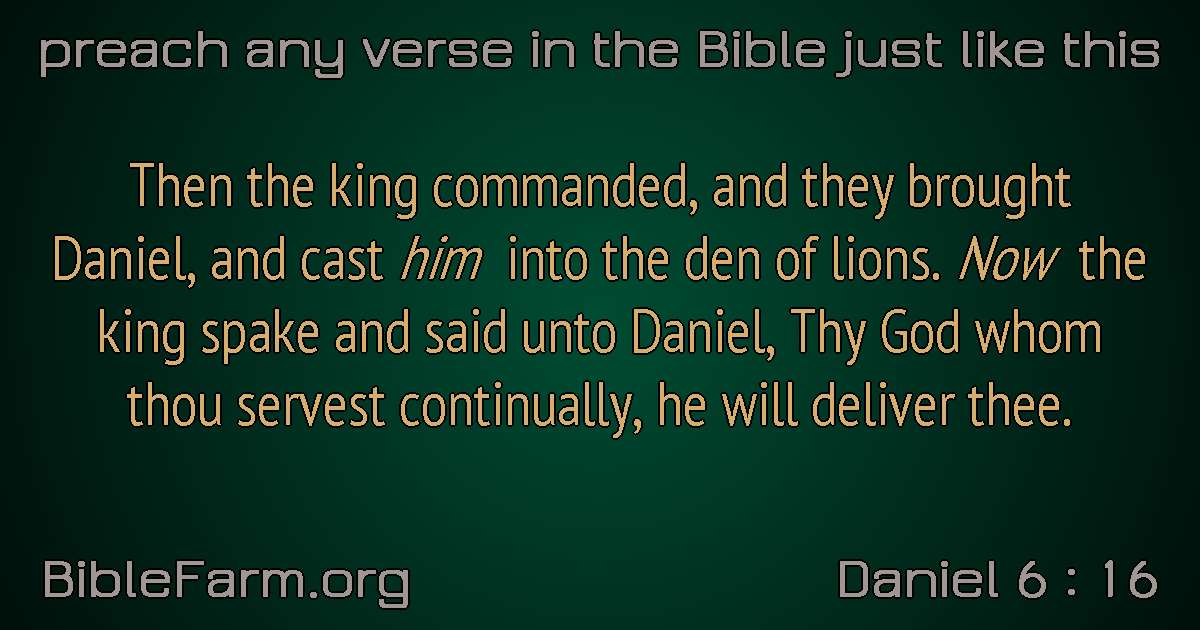 preach any verse in the Bible just like this
Then the king commanded, and they brought
Daniel, and cast him into the den of lions. Now the
king spake and said unto Daniel, Thy God whom
thou servest continually, he will deliver thee.
BibleFarm.org
Daniel 6 : 16